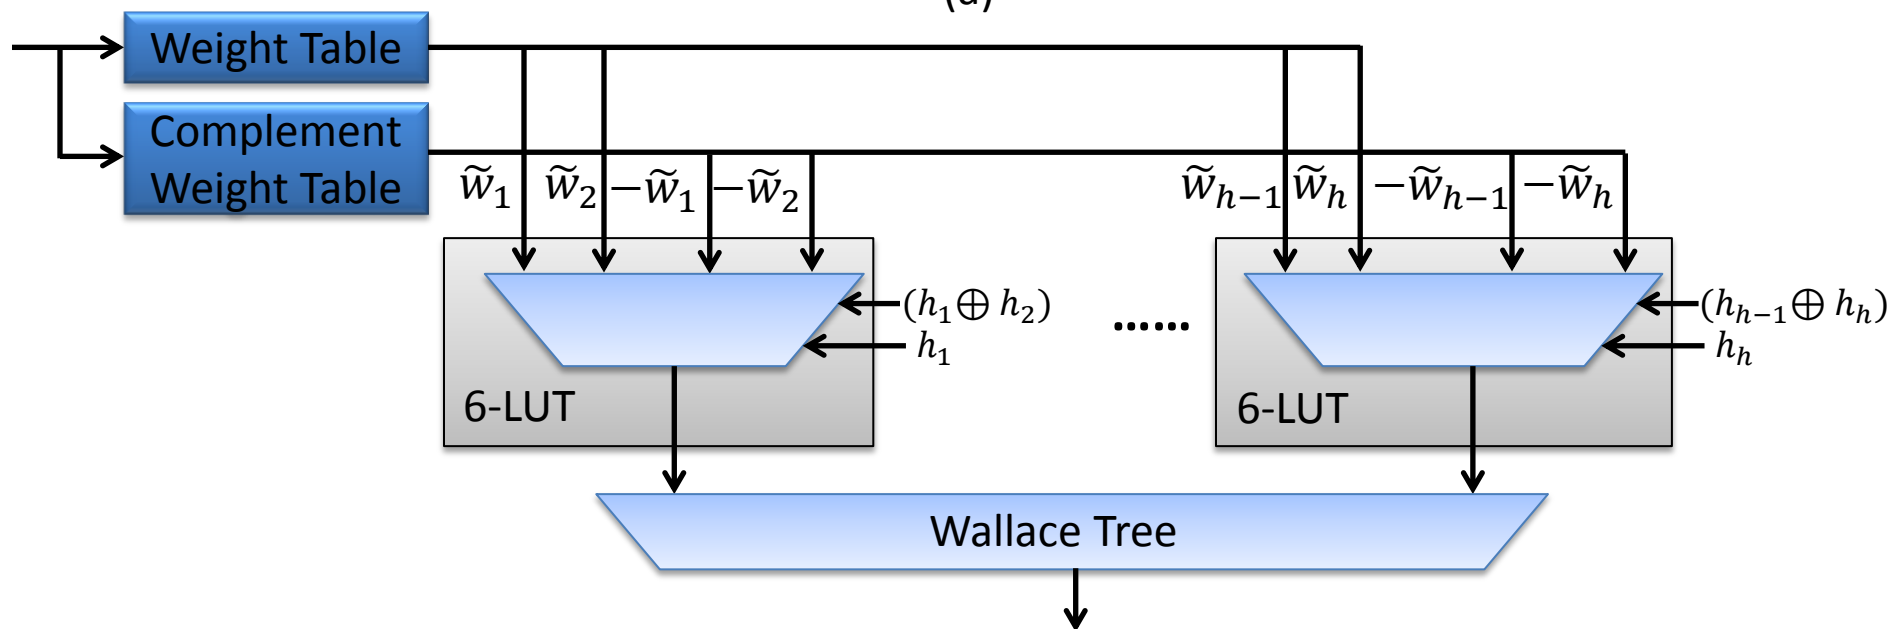 (a)
Weight Table
Complement
Weight Table
w̃₁ w̃₂ −w̃₁ −w̃₂ w̃ₕ₋₁ w̃ₕ −w̃ₕ₋₁ −w̃ₕ
(h₁⊕ h₂) ...... (hₕ₋₁⊕ hₕ)
h₁ hₕ
6-LUT 6-LUT
Wallace Tree